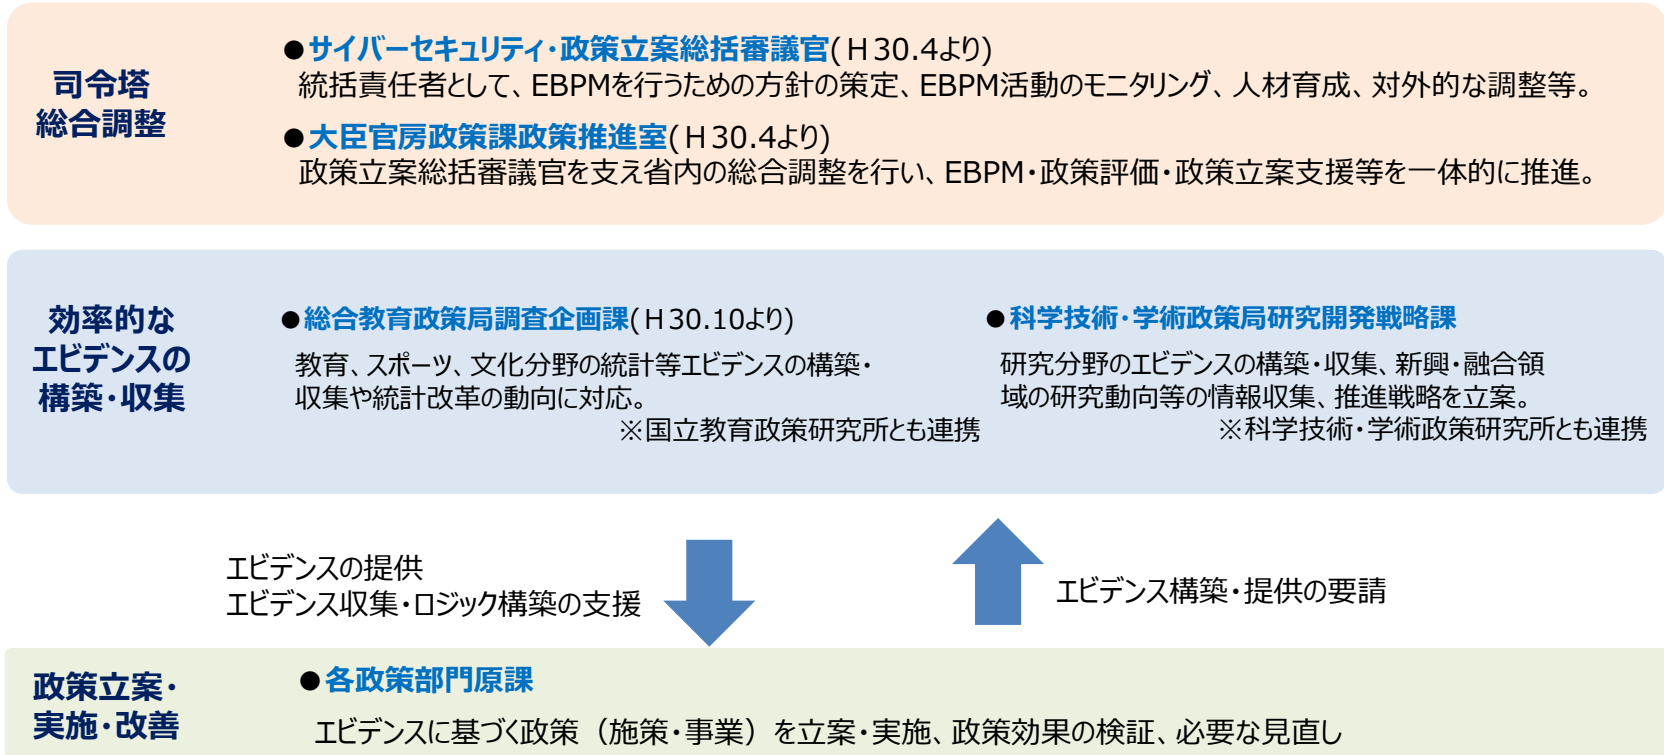 司令塔
総合調整
●サイバーセキュリティ・政策立案総括審議官(Ｈ30.4より)
統括責任者として、EBPMを行うための方針の策定、EBPM活動のモニタリング、人材育成、対外的な調整等。
●大臣官房政策課政策推進室(Ｈ30.4より)
政策立案総括審議官を支え省内の総合調整を行い、EBPM・政策評価・政策立案支援等を一体的に推進。
効率的な
エビデンスの
構築・収集
●総合教育政策局調査企画課(Ｈ30.10より)
教育、スポーツ、文化分野の統計等エビデンスの構築・
収集や統計改革の動向に対応。
※国立教育政策研究所とも連携
●科学技術・学術政策局研究開発戦略課
研究分野のエビデンスの構築・収集、新興・融合領
域の研究動向等の情報収集、推進戦略を立案。
※科学技術・学術政策研究所とも連携
エビデンスの提供
エビデンス収集・ロジック構築の支援
エビデンス構築・提供の要請
政策立案・
実施・改善
●各政策部門原課
エビデンスに基づく政策（施策・事業）を立案・実施、政策効果の検証、必要な見直し